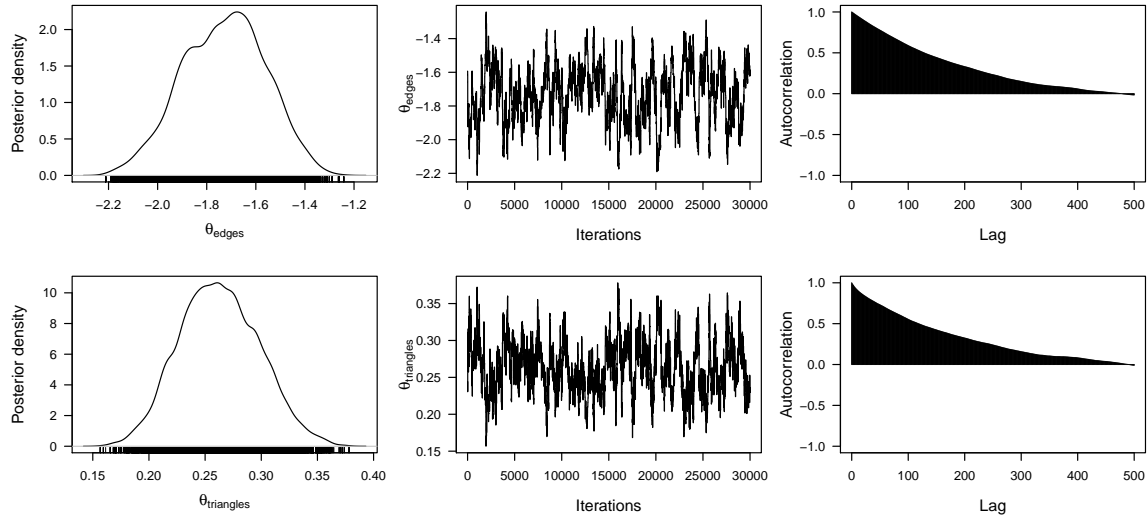 Posterior density
2.0
1.5
1.0
0.5
0.0
−2.2 −2.0 −1.8 −1.6 −1.4 −1.2
θedges
θedges
−1.4
−1.6
−1.8
−2.0
−2.2
0 5000 10000 15000 20000 25000 30000
Iterations
Autocorrelation
1.0
0.5
0.0
−0.5
−1.0
0 100 200 300 400 500
Lag
Posterior density
10
8
6
4
2
0
0.15 0.20 0.25 0.30 0.35 0.40
θtriangles
θtriangles
0.35
0.30
0.25
0.20
0.15
0 5000 10000 15000 20000 25000 30000
Iterations
Autocorrelation
1.0
0.5
0.0
−0.5
−1.0
0 100 200 300 400 500
Lag